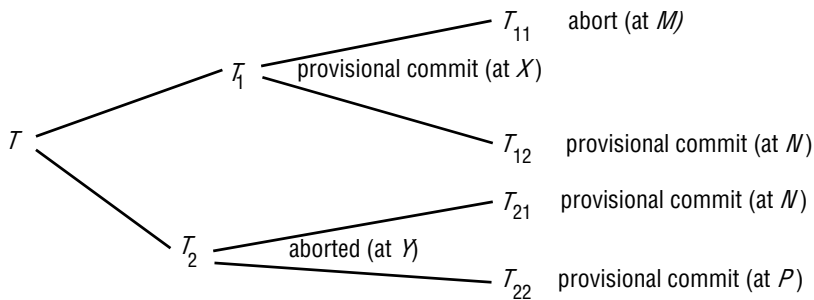 T11 abort (at M)
T1 provisional commit (at X)
T
T12 provisional commit (at N)
T21 provisional commit (at N)
T2 aborted (at Y)
T22 provisional commit (at P)